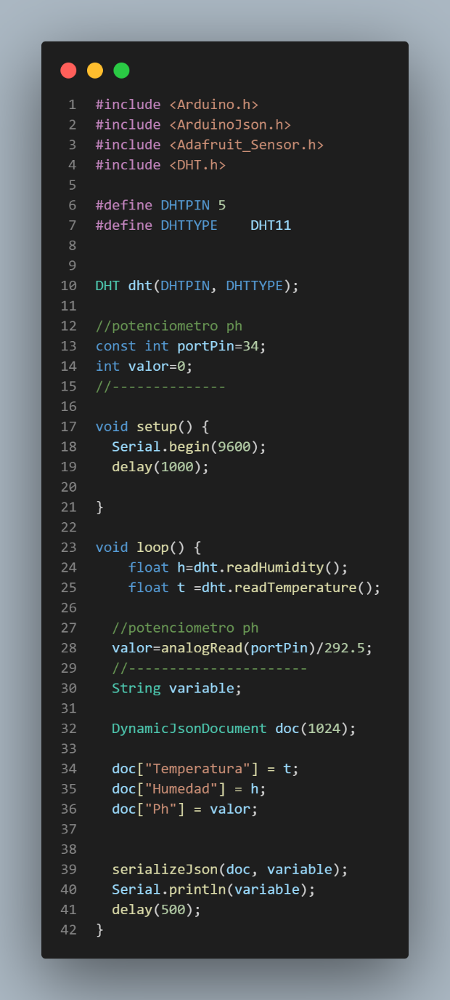 1 #include <Arduino.h>
2 #include <ArduinoJson.h>
3 #include <Adafruit_Sensor.h>
4 #include <DHT.h>
5
6 #define DHTPIN 5
7 #define DHTTYPE    DHT11
8
9
10 DHT dht(DHTPIN, DHTTYPE);
11
12 //potenciometro ph
13 const int portPin=34;
14 int valor=0;
15 //--------------
16
17 void setup() {
18   Serial.begin(9600);
19   delay(1000);
20
21 }
22
23 void loop() {
24     float h=dht.readHumidity();
25     float t =dht.readTemperature();
26
27   //potenciometro ph
28   valor=analogRead(portPin)/292.5;
29   //----------------------
30   String variable;
31
32   DynamicJsonDocument doc(1024);
33
34   doc["Temperatura"] = t;
35   doc["Humedad"] = h;
36   doc["Ph"] = valor;
37
38
39   serializeJson(doc, variable);
40   Serial.println(variable);
41   delay(500);
42 }